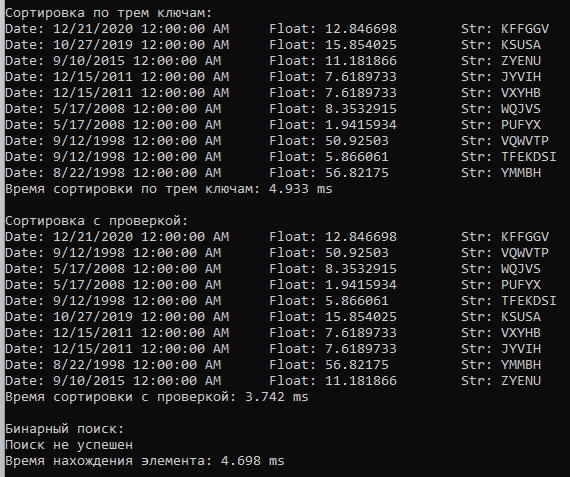 Сортировка по трем ключам:
Date: 12/21/2020 12:00:00 AM Float: 12.846698 Str: KFFGGV
Date: 10/27/2019 12:00:00 AM Float: 15.854025 Str: KSUSA
Date: 9/10/2015 12:00:00 AM Float: 11.181866 Str: ZYENU
Date: 12/15/2011 12:00:00 AM Float: 7.6189733 Str: JYVIH
Date: 12/15/2011 12:00:00 AM Float: 7.6189733 Str: VXYHB
Date: 5/17/2008 12:00:00 AM Float: 8.3532915 Str: WQJVS
Date: 5/17/2008 12:00:00 AM Float: 1.9415934 Str: PUFYX
Date: 9/12/1998 12:00:00 AM Float: 50.92503 Str: VQWVTP
Date: 9/12/1998 12:00:00 AM Float: 5.866061 Str: TFEKDSI
Date: 8/22/1998 12:00:00 AM Float: 56.82175 Str: YMMBH
Время сортировки по трем ключам: 4.933 ms
Сортировка с проверкой:
Date: 12/21/2020 12:00:00 AM Float: 12.846698 Str: KFFGGV
Date: 9/12/1998 12:00:00 AM Float: 50.92503 Str: VQWVTP
Date: 5/17/2008 12:00:00 AM Float: 8.3532915 Str: WQJVS
Date: 5/17/2008 12:00:00 AM Float: 1.9415934 Str: PUFYX
Date: 9/12/1998 12:00:00 AM Float: 5.866061 Str: TFEKDSI
Date: 10/27/2019 12:00:00 AM Float: 15.854025 Str: KSUSA
Date: 12/15/2011 12:00:00 AM Float: 7.6189733 Str: VXYHB
Date: 12/15/2011 12:00:00 AM Float: 7.6189733 Str: JYVIH
Date: 8/22/1998 12:00:00 AM Float: 56.82175 Str: YMMBH
Date: 9/10/2015 12:00:00 AM Float: 11.181866 Str: ZYENU
Время сортировки с проверкой: 3.742 ms
Бинарный поиск:
Поиск не успешен
Время нахождения элемента: 4.698 ms